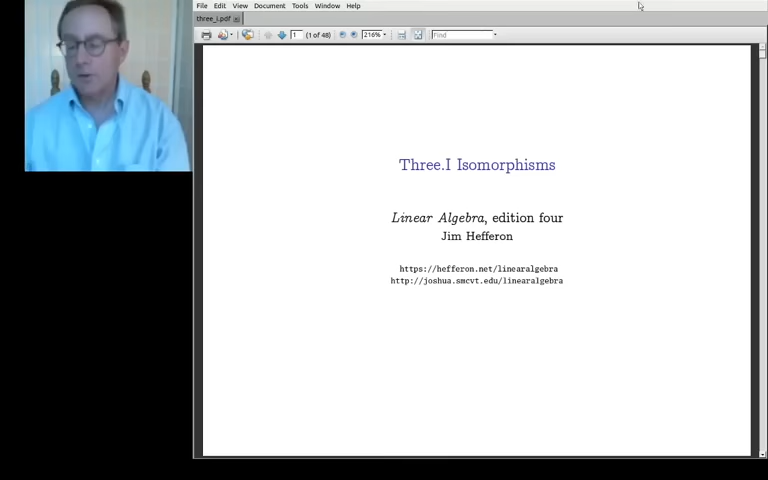 File Edit View Document Tools Window Help
three_i.pdf
1 (1 of 48) 216% Find
Three.I Isomorphisms
Linear Algebra, edition four
Jim Hefferon
https://hefferon.net/linearalgebra
http://joshua.smcvt.edu/linearalgebra